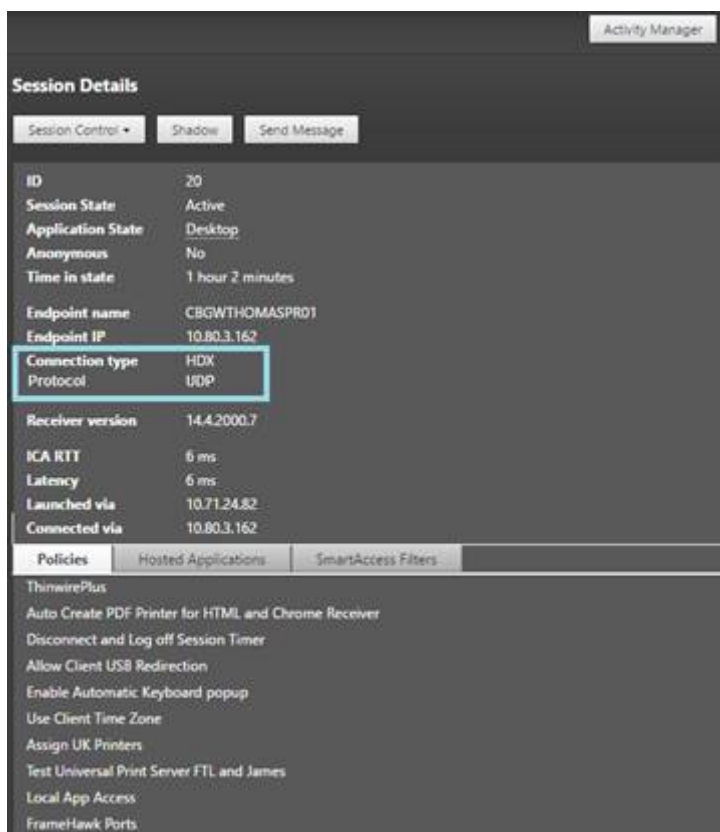 Activity Manager
Session Details
Session Control Shadow Send Message
ID 20
Session State Active
Application State Desktop
Anonymous No
Time in state 1 hour 2 minutes
Endpoint name CBGWTHOMASPR01
Endpoint IP 10.80.3.162
Connection type HDX
Protocol UDP
Receiver version 14.4.2000.7
ICA RTT 6 ms
Latency 6 ms
Launched via 10.71.24.82
Connected via 10.80.3.162
Policies Hosted Applications SmartAccess Filters
ThinwirePlus
Auto Create PDF Printer for HTML and Chrome Receiver
Disconnect and Log off Session Timer
Allow Client USB Redirection
Enable Automatic Keyboard popup
Use Client Time Zone
Assign UK Printers
Test Universal Print Server FTL and James
Local App Access
FrameHawk Ports